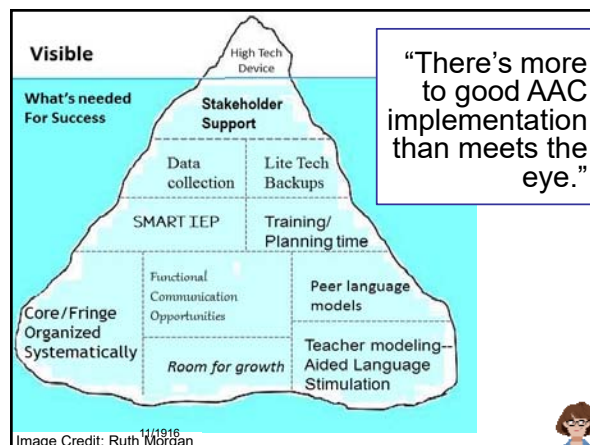 Visible
High Tech
Device
“There’s more
to good AAC
implementation
than meets the
eye.”
What's needed
For Success
Stakeholder
Support
Data
collection
Lite Tech
Backups
SMART IEP
Training/
Planning time
Functional
Communication
Opportunities
Peer language
models
Core/Fringe
Organized
Systematically
Room for growth
Teacher modeling--
Aided Language
Stimulation
11/1916
Image Credit: Ruth Morgan